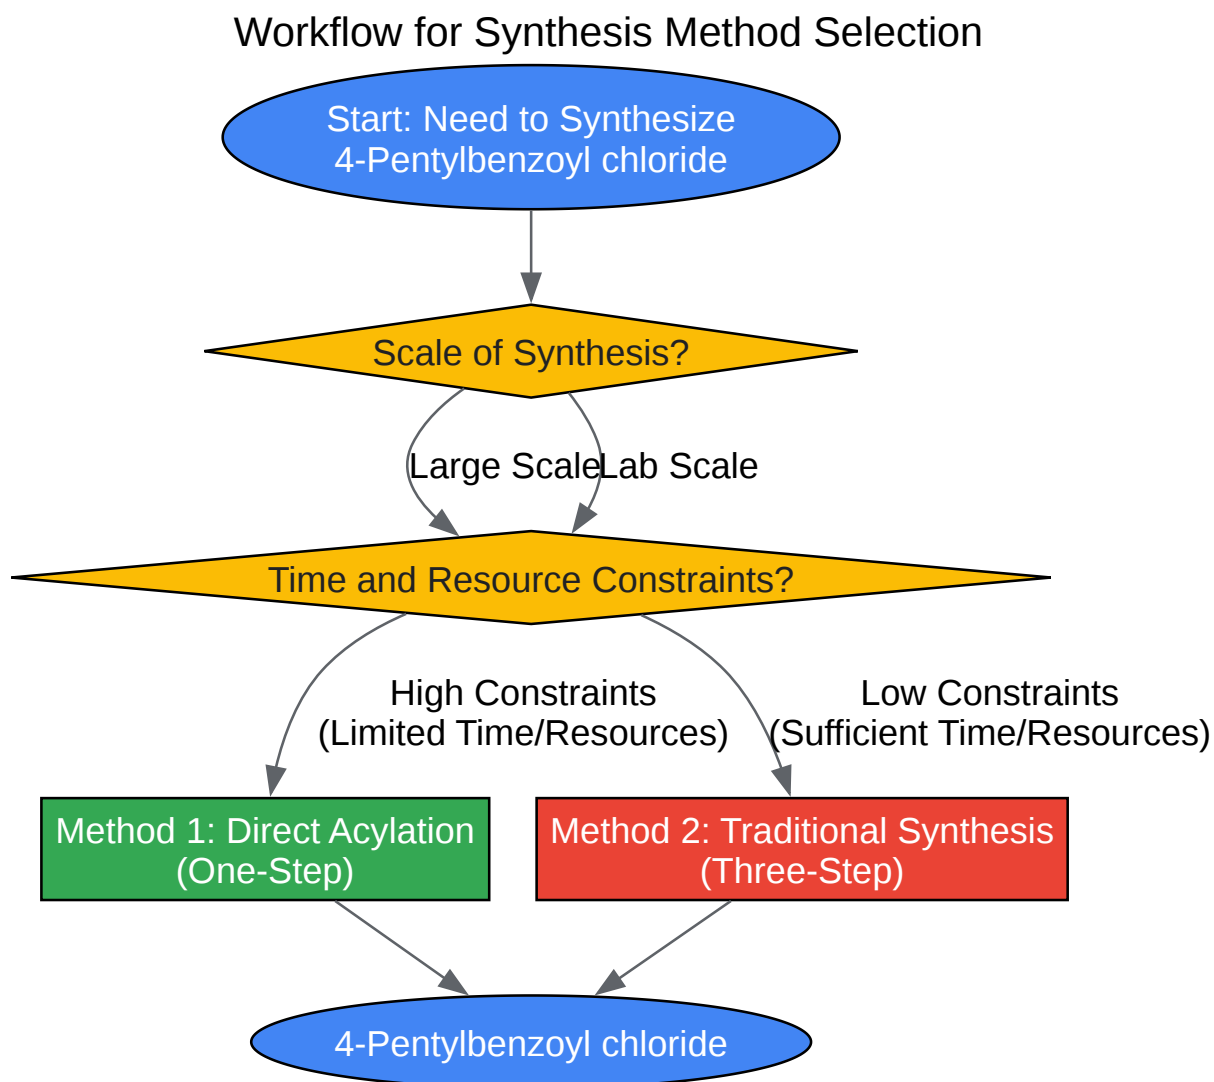 Workflow for Synthesis Method Selection
Start: Need to Synthesize
4-Pentylbenzoyl chloride
Scale of Synthesis?
Large Scale
Lab Scale
Time and Resource Constraints?
High Constraints
(Limited Time/Resources)
Low Constraints
(Sufficient Time/Resources)
Method 1: Direct Acylation
(One-Step)
Method 2: Traditional Synthesis
(Three-Step)
4-Pentylbenzoyl chloride